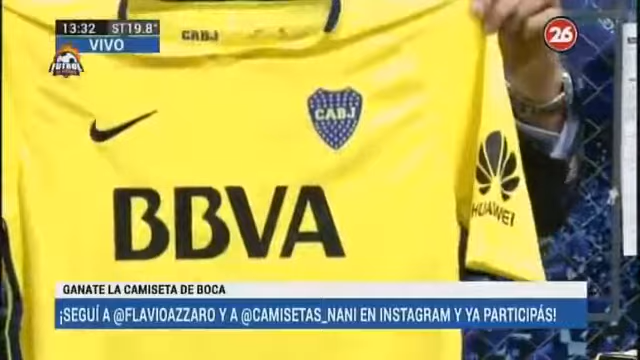 13:32 ST19.8°
VIVO
FUTBOL
26
CABJ
CABJ
HUAWEI
BBVA
GANATE LA CAMISETA DE BOCA
¡SEGUÍ A @FLAVIOAZZARO Y A @CAMISETAS_NANI EN INSTAGRAM Y YA PARTICIPÁS!